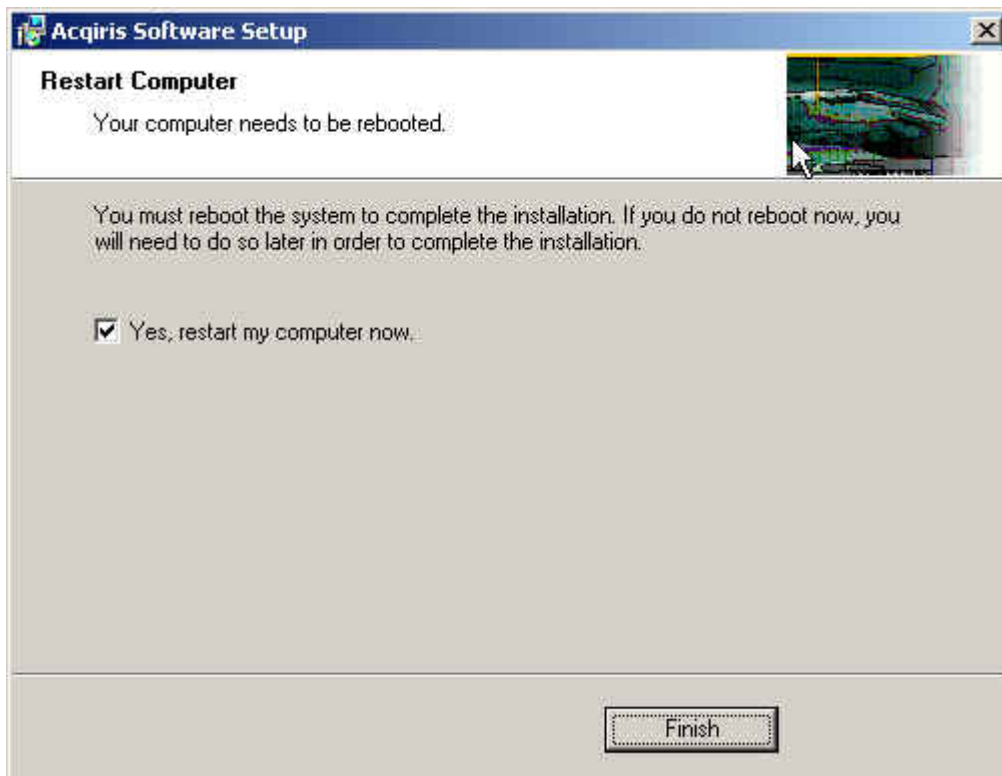 Acqiris Software Setup
Restart Computer
Your computer needs to be rebooted.
You must reboot the system to complete the installation. If you do not reboot now, you
will need to do so later in order to complete the installation.
Yes, restart my computer now.
Finish